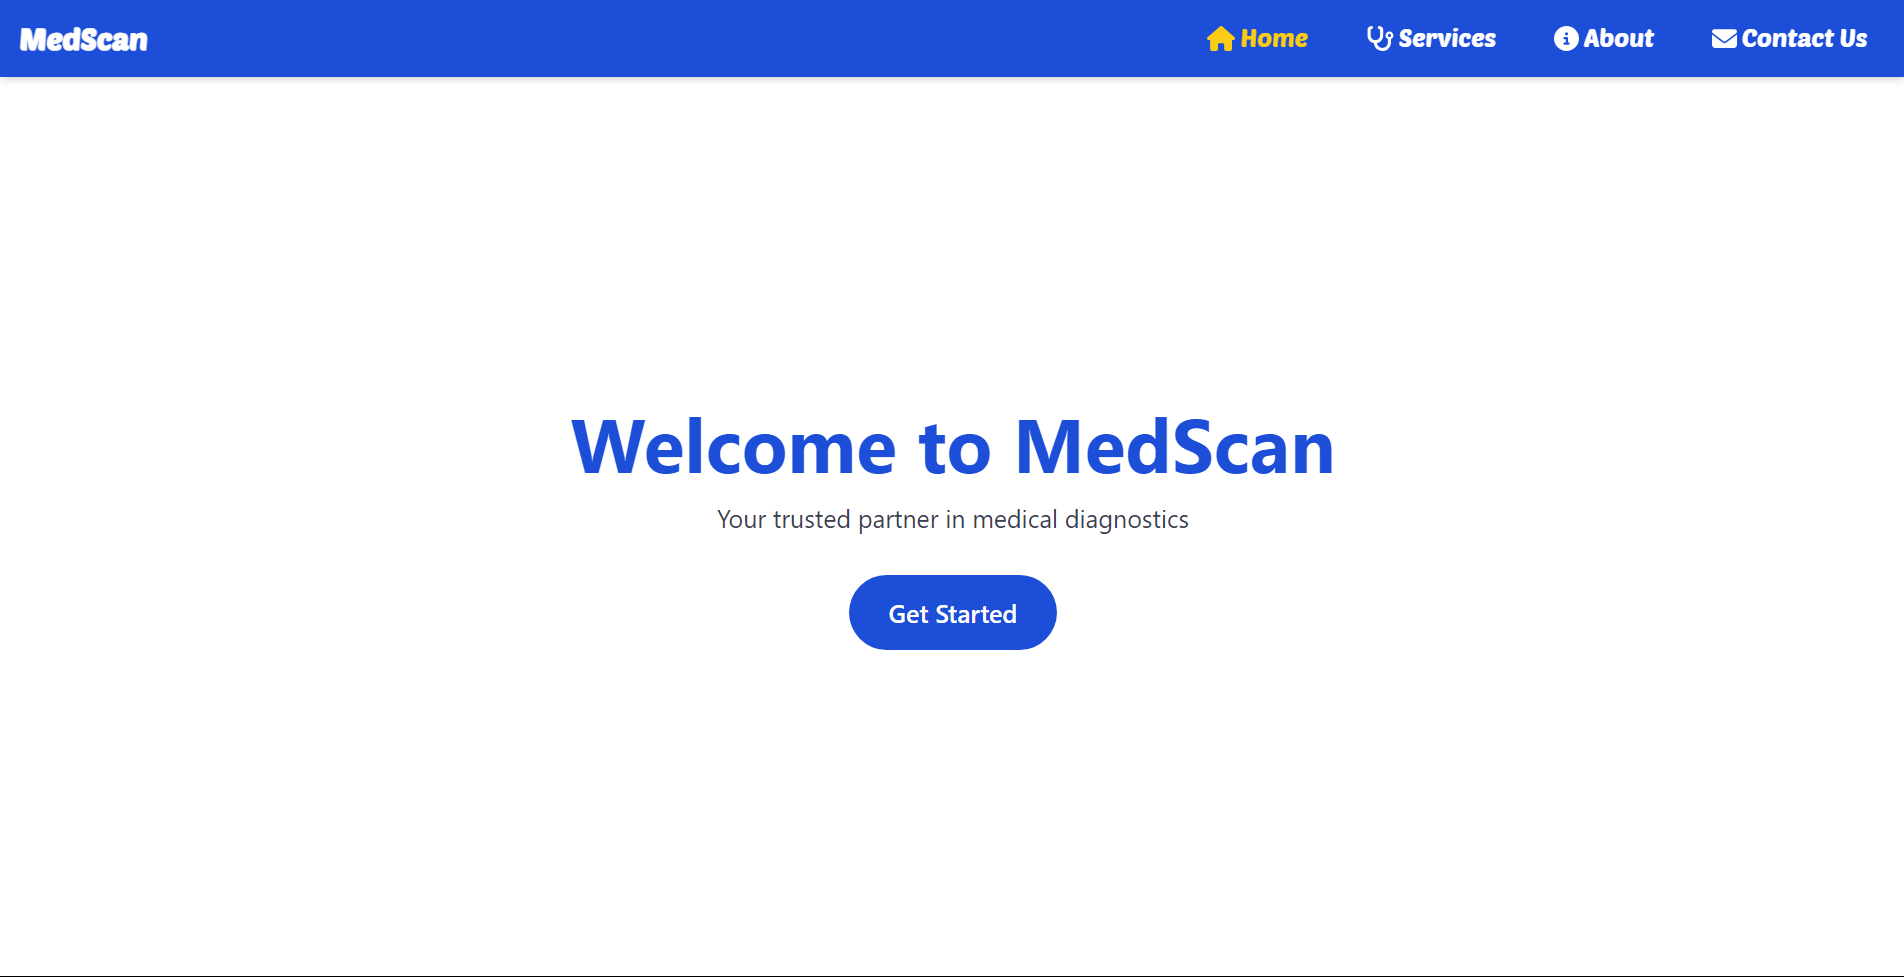 MedScan
Home Services About Contact Us
Welcome to MedScan
Your trusted partner in medical diagnostics
Get Started